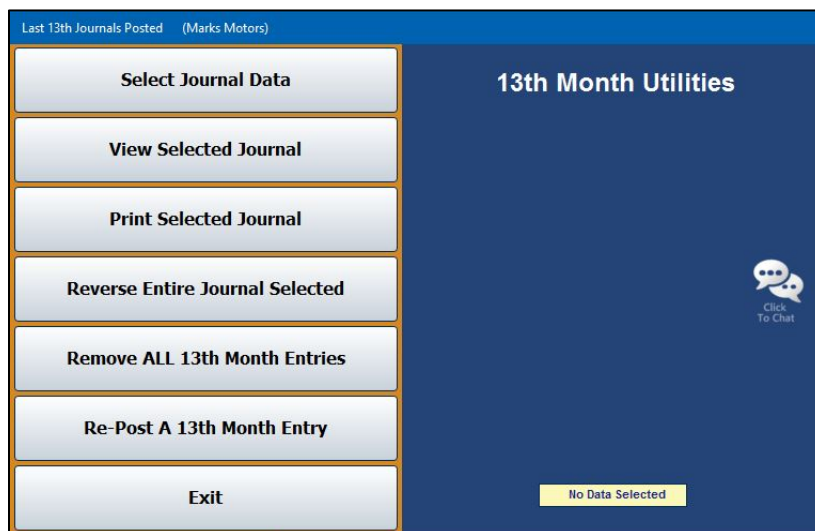 Last 13th Journals Posted (Marks Motors)
Select Journal Data
View Selected Journal
Print Selected Journal
Reverse Entire Journal Selected
Remove ALL 13th Month Entries
Re-Post A 13th Month Entry
Exit
13th Month Utilities
Click
To Chat
No Data Selected